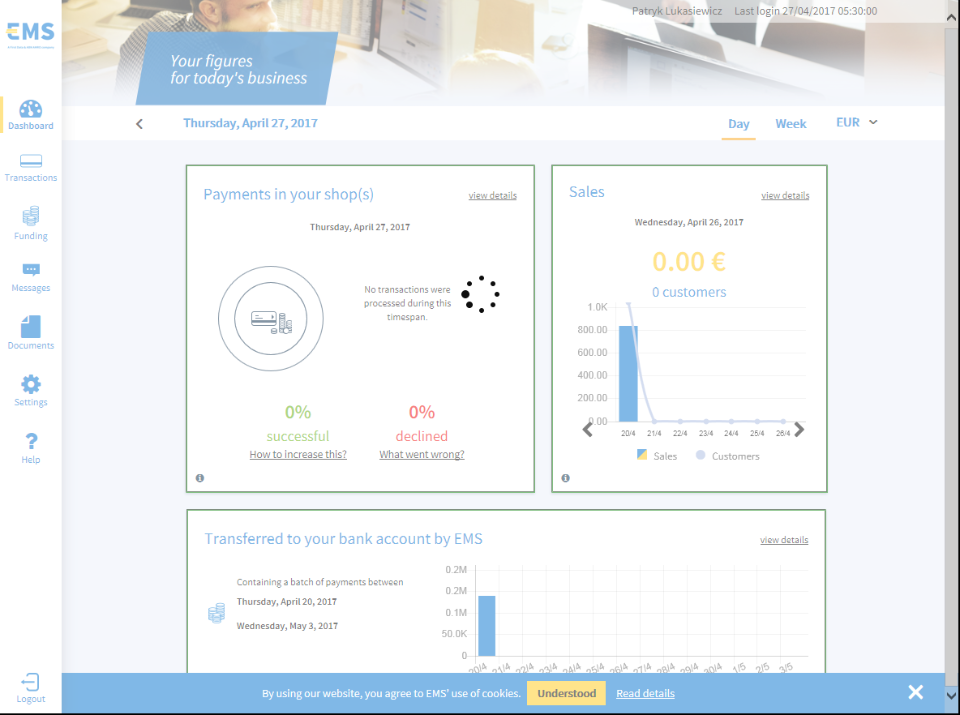 Patryk Lukasiewicz Last login 27/04/2017 05:30:00
EMS
Your figures
for today's business
Thursday, April 27, 2017
Day Week EUR
Dashboard
Transactions
Funding
Messages
Documents
Settings
Help
Logout
Payments in your shop(s)
view details
Thursday, April 27, 2017
No transactions were
processed during this
timespan.
0%
successful
How to increase this?
0%
declined
What went wrong?
Sales
view details
Wednesday, April 26, 2017
0.00 €
0 customers
1.0K
800.00
600.00
400.00
200.00
0.00
20/4 21/4 22/4 23/4 24/4 25/4 26/4
Sales Customers
Transferred to your bank account by EMS
view details
Containing a batch of payments between
Thursday, April 20, 2017
Wednesday, May 3, 2017
0.2M
0.2M
0.1M
50.0K
0
20/4 21/4 22/4 23/4 24/4 25/4 26/4 27/4 28/4 29/4 30/4 1/5 2/5 3/5
By using our website, you agree to EMS' use of cookies. Understood Read details